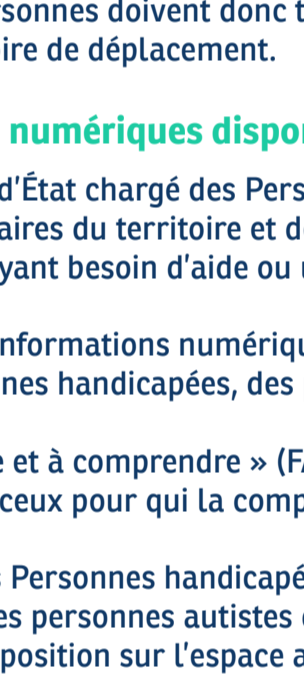 sonnes doivent donc t
ire de déplacement.
numériques dispo
d’État chargé des Pers
aires du territoire et d
yant besoin d’aide ou
nformations numériqu
nes handicapées, des
e et à comprendre » (FA
ceux pour qui la comp
Personnes handicapé
es personnes autistes
position sur l’espace a